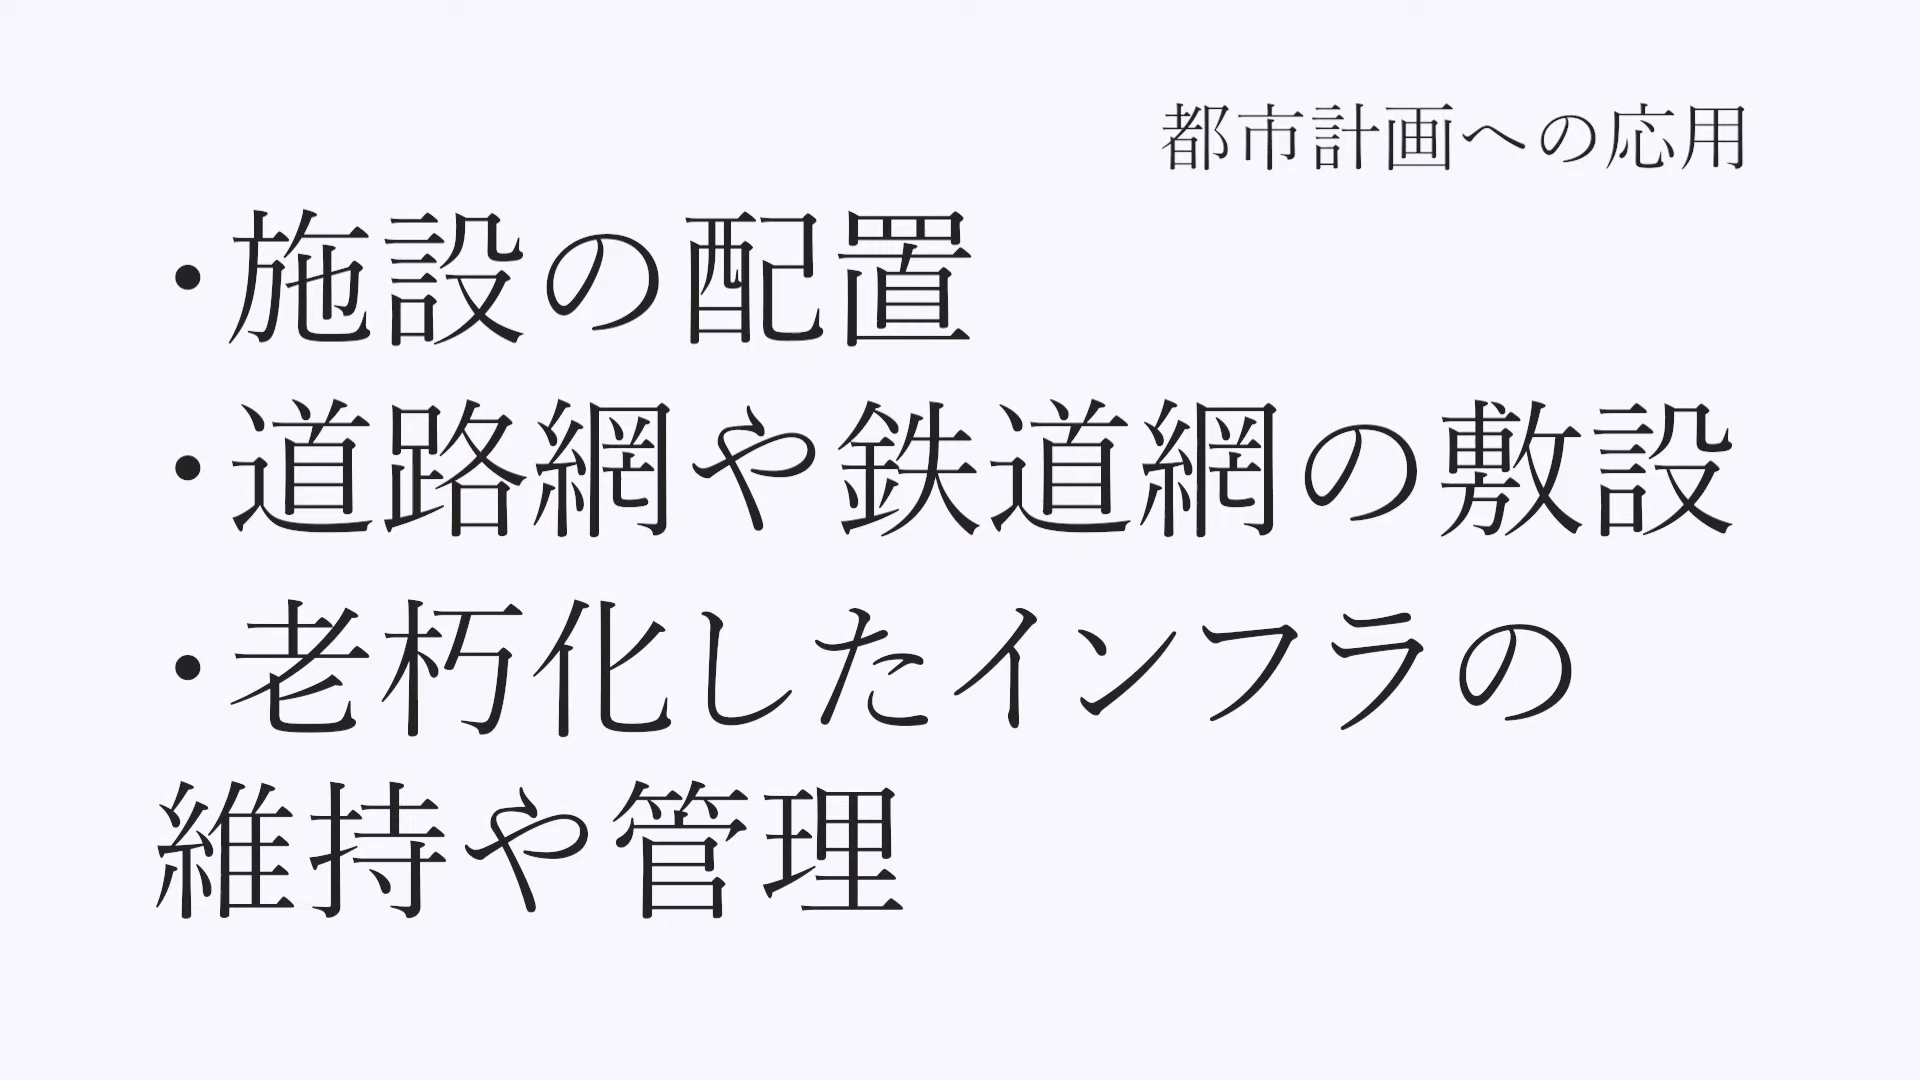 都市計画への応用
・施設の配置
・道路網や鉄道網の敷設
・老朽化したインフラの
維持や管理